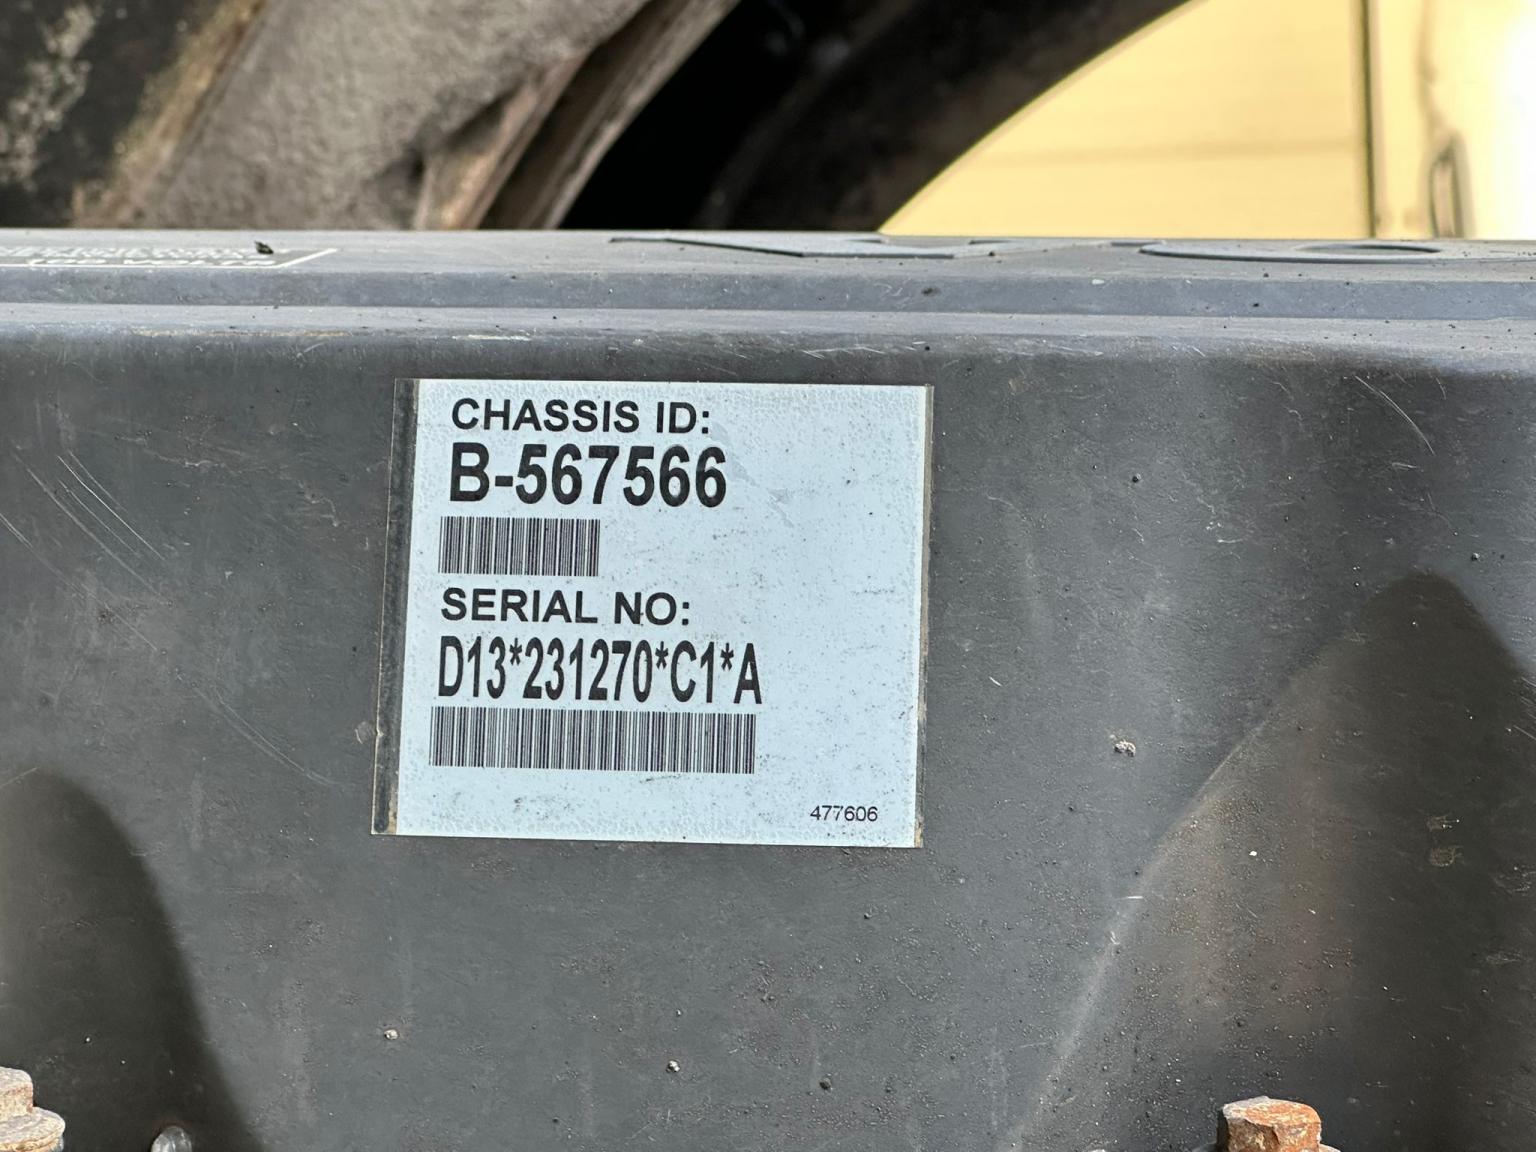 CHASSIS ID:
B-567566
SERIAL NO:
D13*231270*C1*A
477606